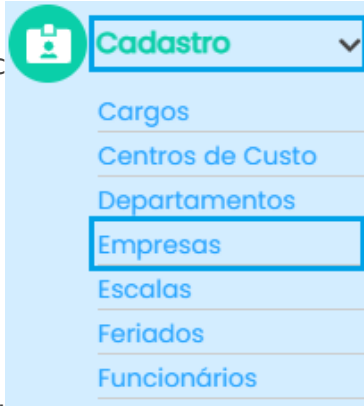 Cadastro
Cargos
Centros de Custo
Departamentos
Empresas
Escalas
Feriados
Funcionários